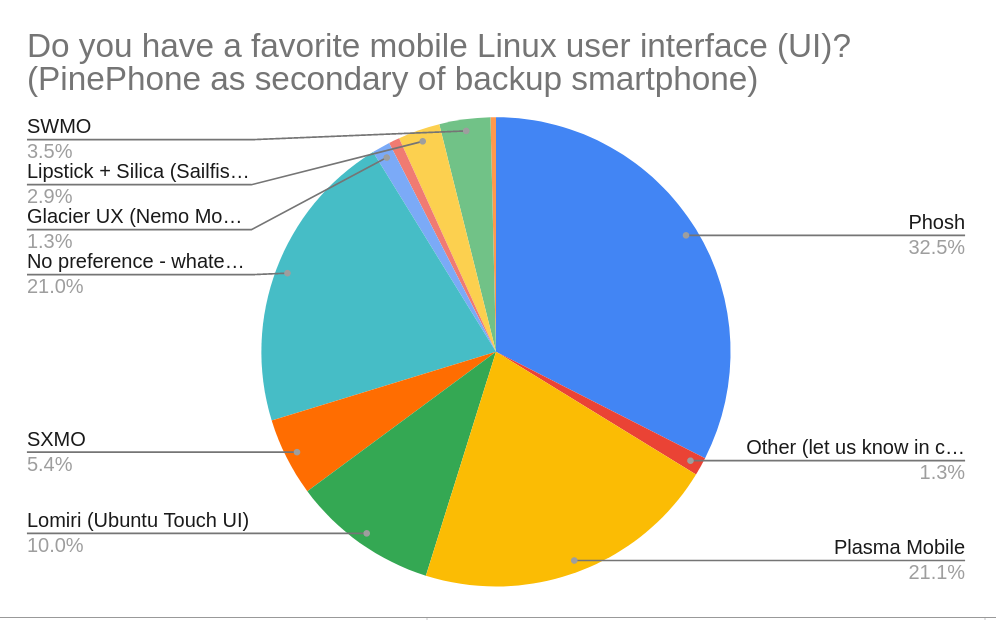 Do you have a favorite mobile Linux user interface (UI)?
(PinePhone as secondary of backup smartphone)
SWMO
3.5%
Lipstick + Silica (Sailfis…
2.9%
Glacier UX (Nemo Mo…
1.3%
No preference - whate…
21.0%
SXMO
5.4%
Lomiri (Ubuntu Touch UI)
10.0%
Phosh
32.5%
Other (let us know in c…
1.3%
Plasma Mobile
21.1%